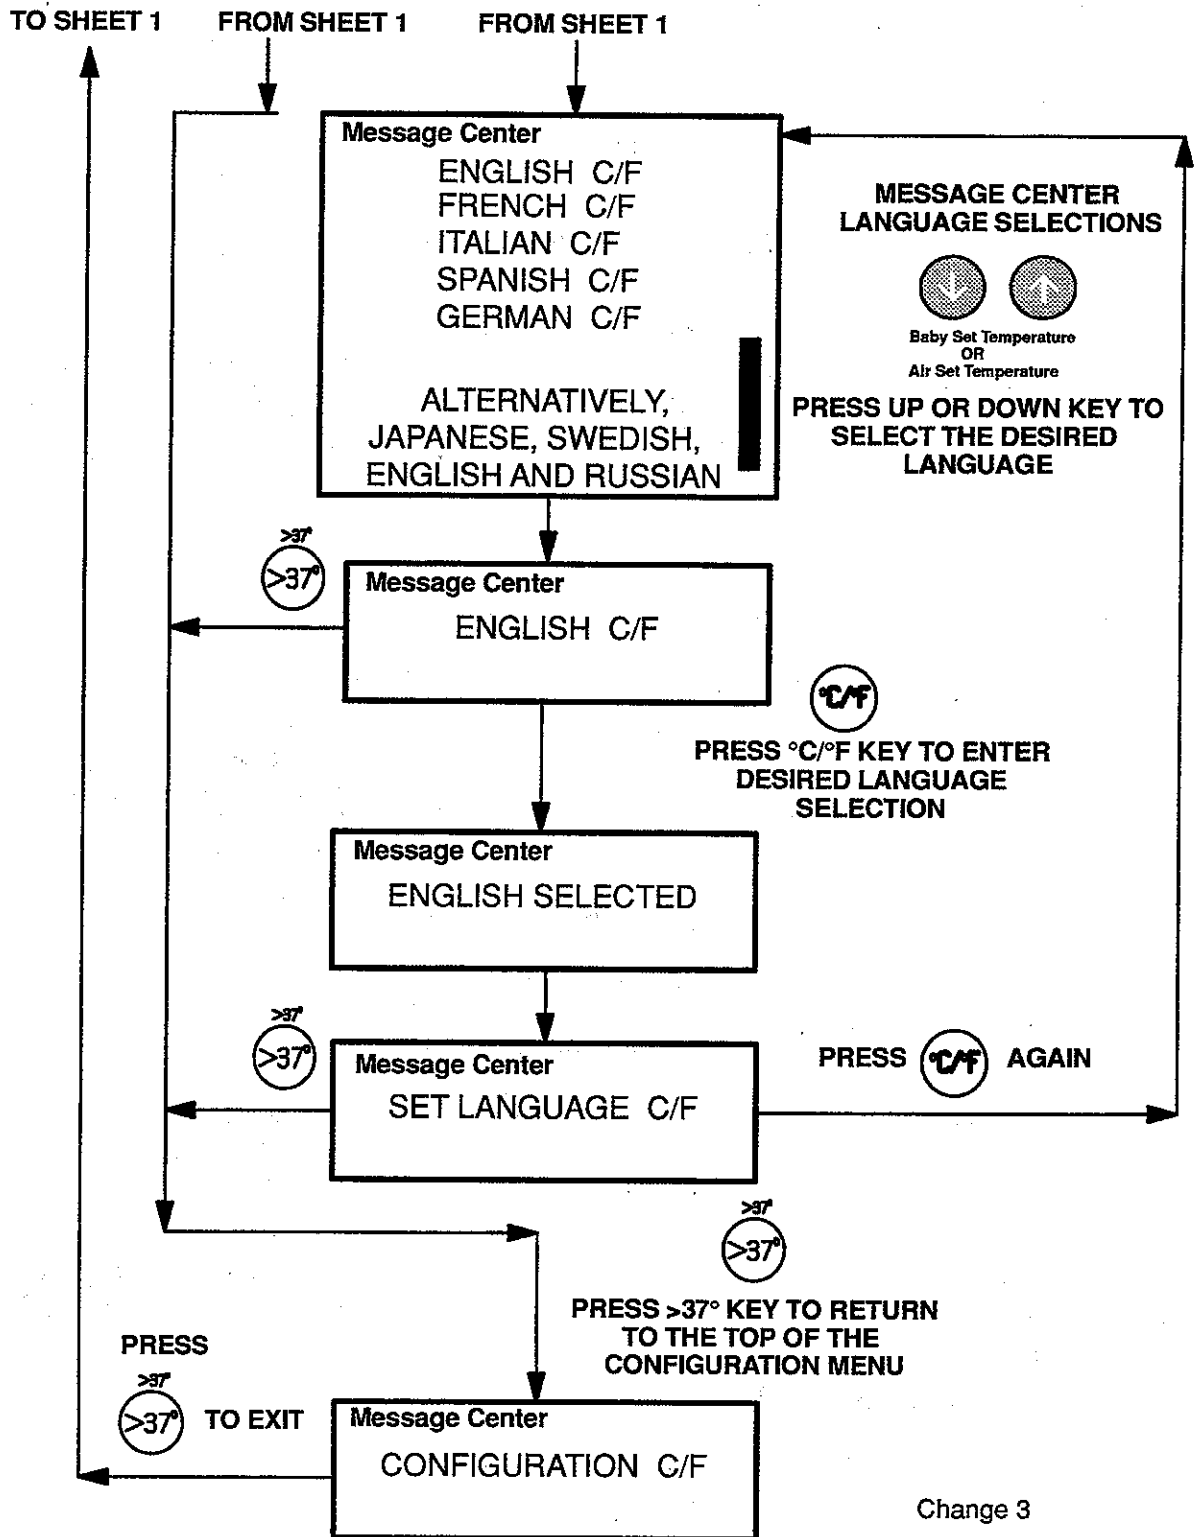 TO SHEET 1
FROM SHEET 1
FROM SHEET 1
Message Center
ENGLISH C/F
FRENCH C/F
ITALIAN C/F
SPANISH C/F
GERMAN C/F
ALTERNATIVELY,
JAPANESE, SWEDISH,
ENGLISH AND RUSSIAN
MESSAGE CENTER
LANGUAGE SELECTIONS
Baby Set Temperature
OR
Air Set Temperature
PRESS UP OR DOWN KEY TO
SELECT THE DESIRED
LANGUAGE
>37°
>37°
Message Center
ENGLISH C/F
°C/°F
PRESS °C/°F KEY TO ENTER
DESIRED LANGUAGE
SELECTION
Message Center
ENGLISH SELECTED
>37°
>37°
Message Center
SET LANGUAGE C/F
PRESS °C/°F AGAIN
>37°
>37°
PRESS >37° KEY TO RETURN
TO THE TOP OF THE
CONFIGURATION MENU
PRESS
>37°
>37° TO EXIT
Message Center
CONFIGURATION C/F
Change 3